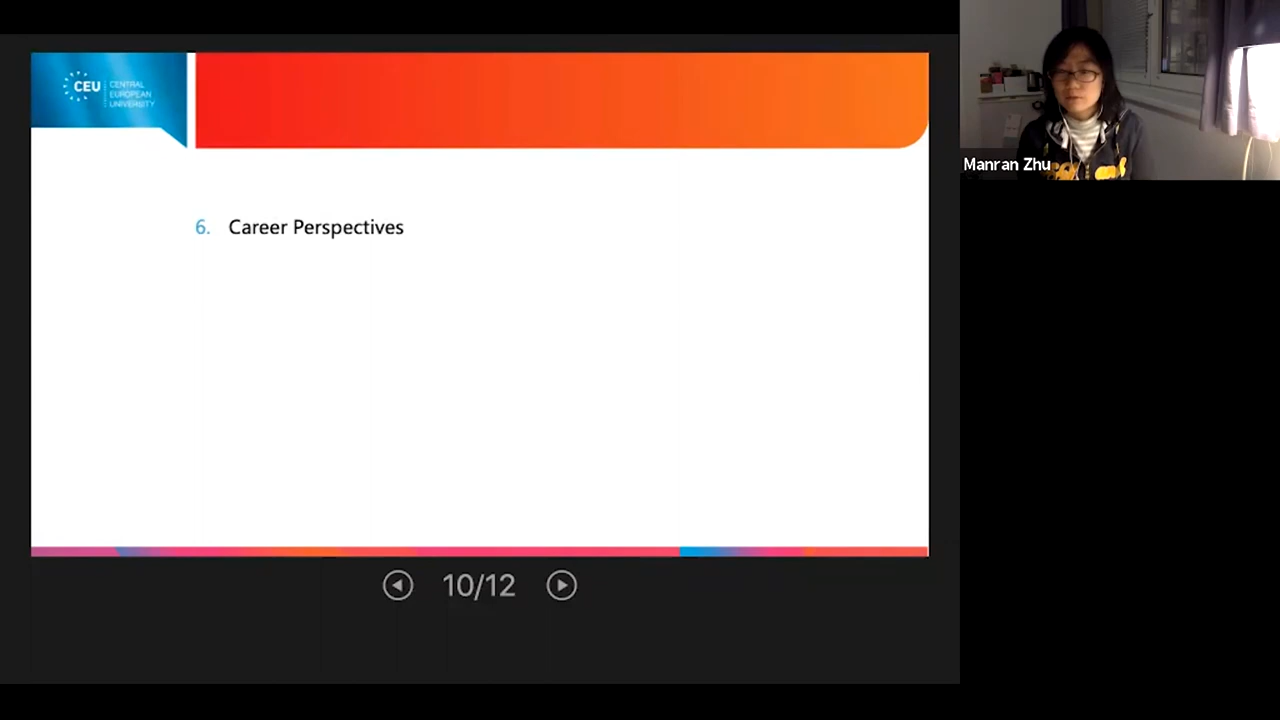 CEU
CENTRAL
EUROPEAN
UNIVERSITY
Manran Zhu
6. Career Perspectives
10/12